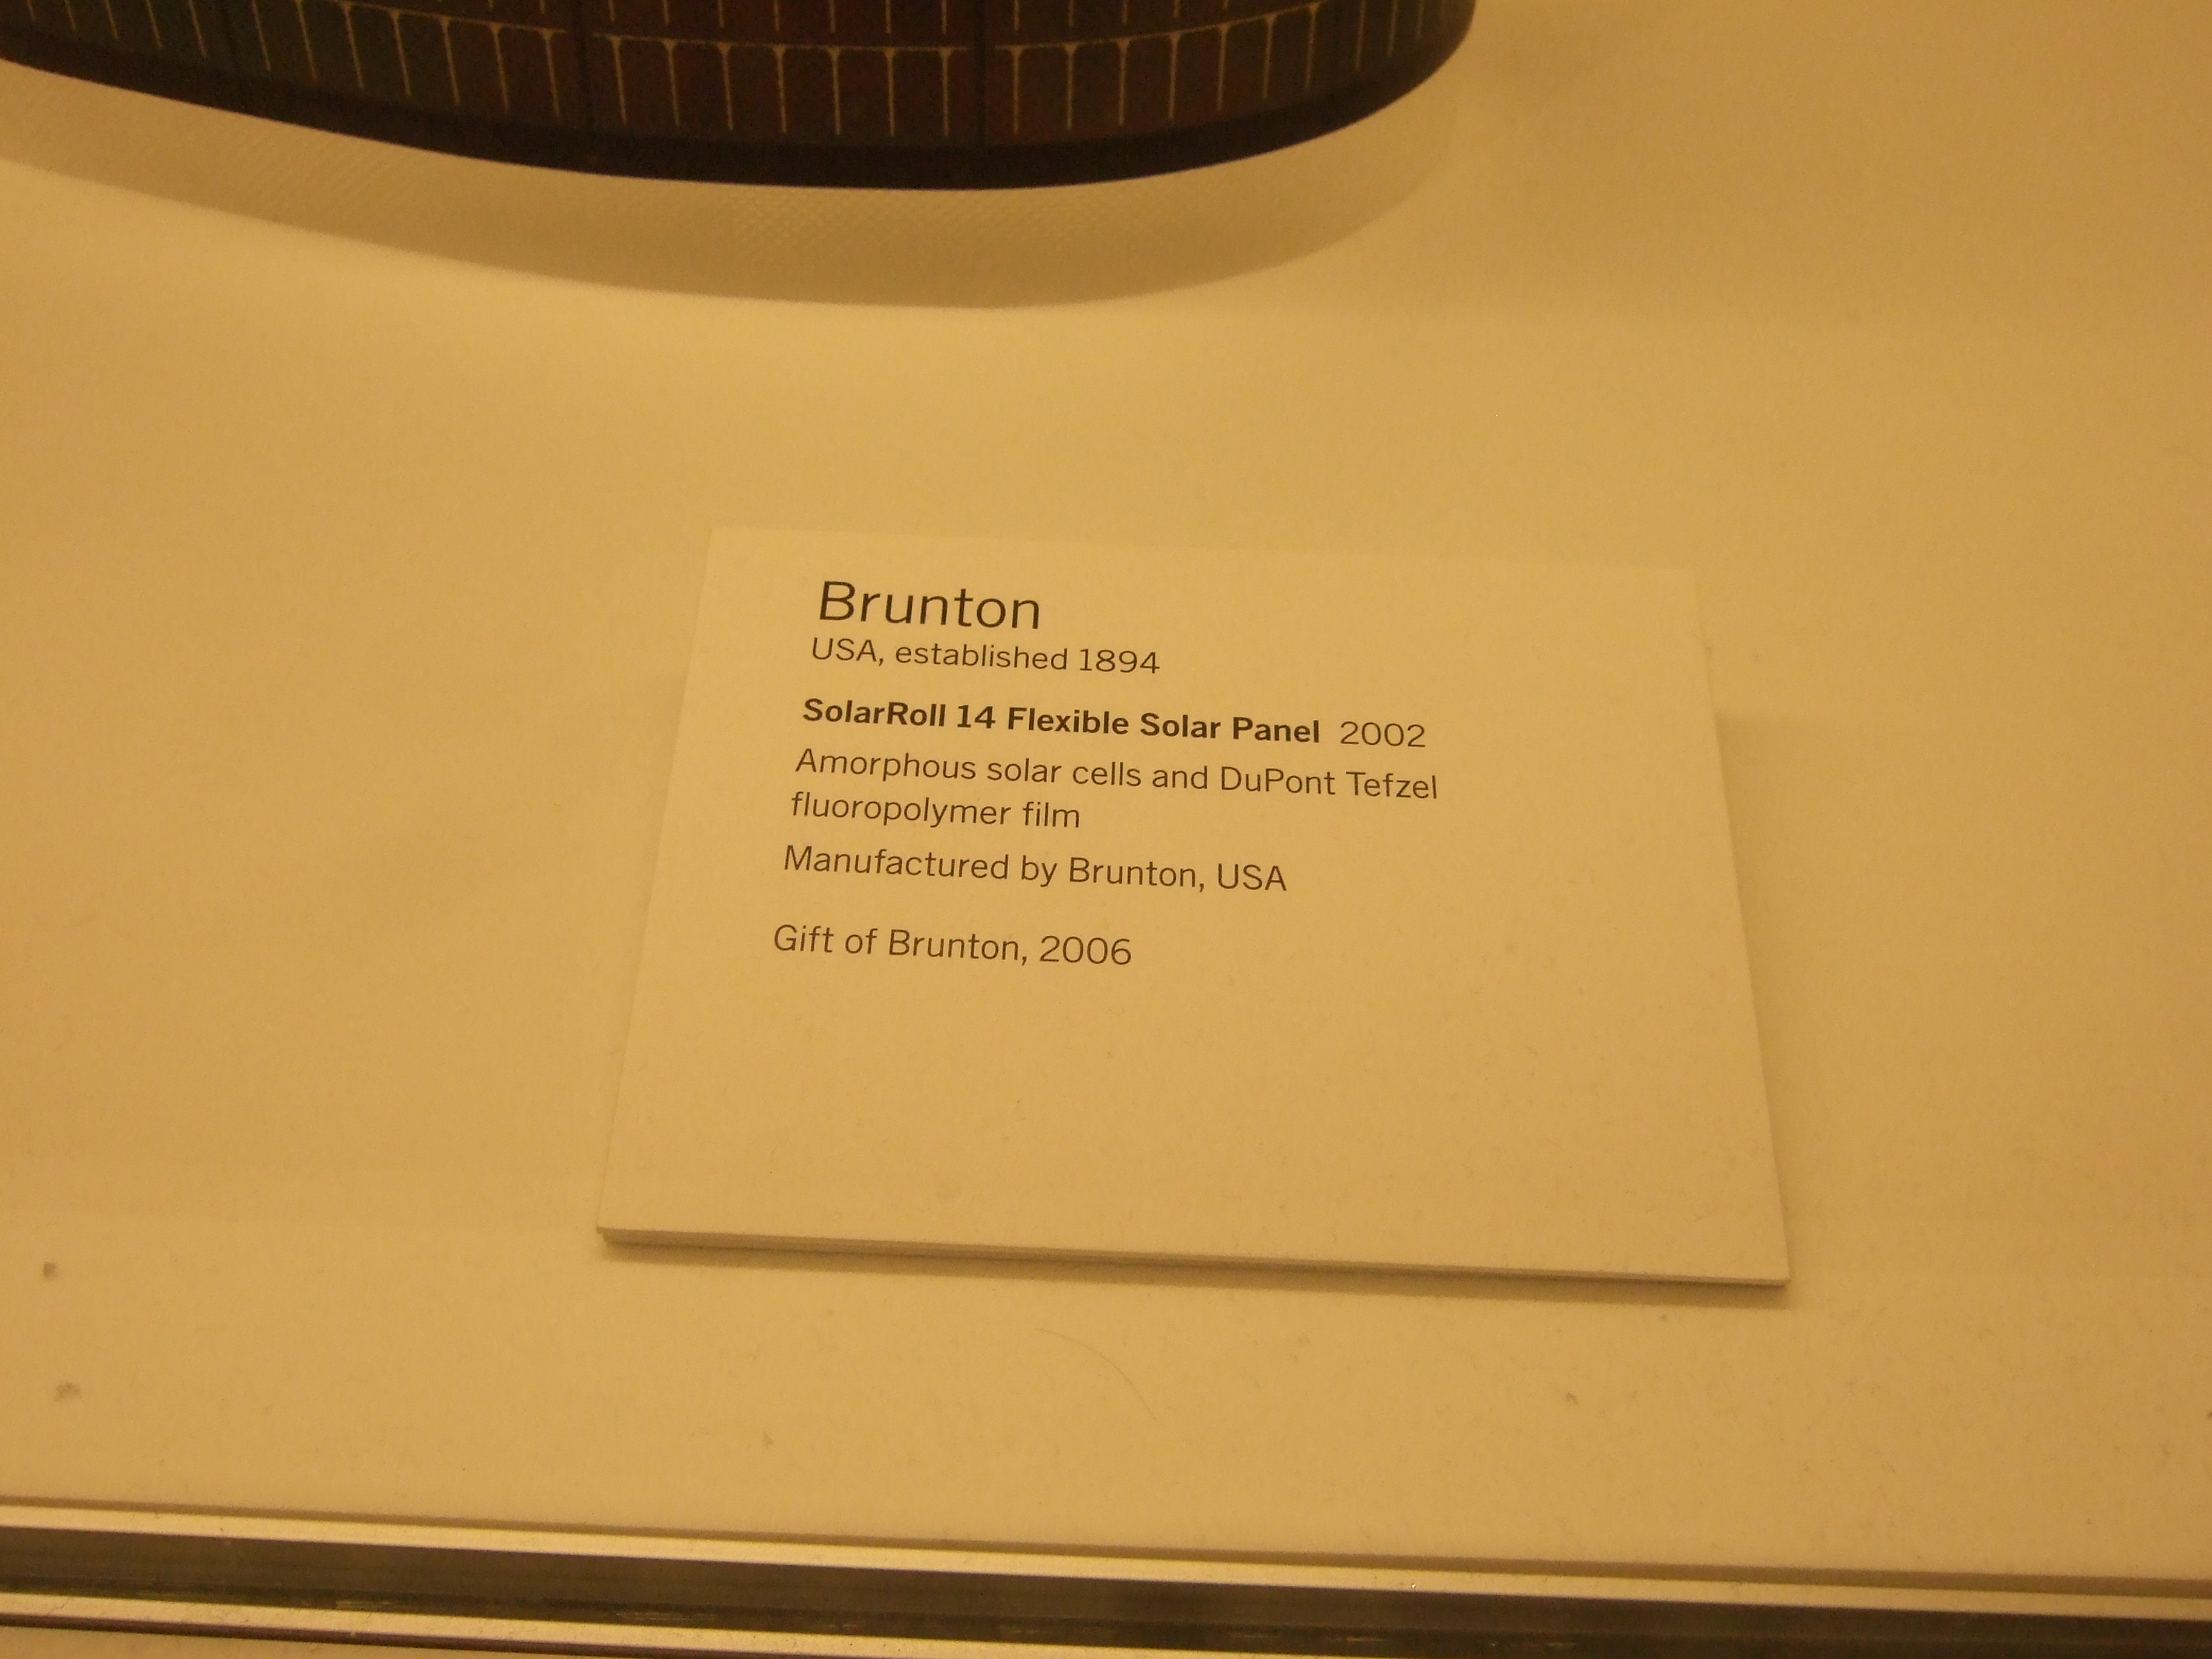 Brunton
USA, established 1894
SolarRoll 14 Flexible Solar Panel 2002
Amorphous solar cells and DuPont Tefzel
fluoropolymer film
Manufactured by Brunton, USA
Gift of Brunton, 2006